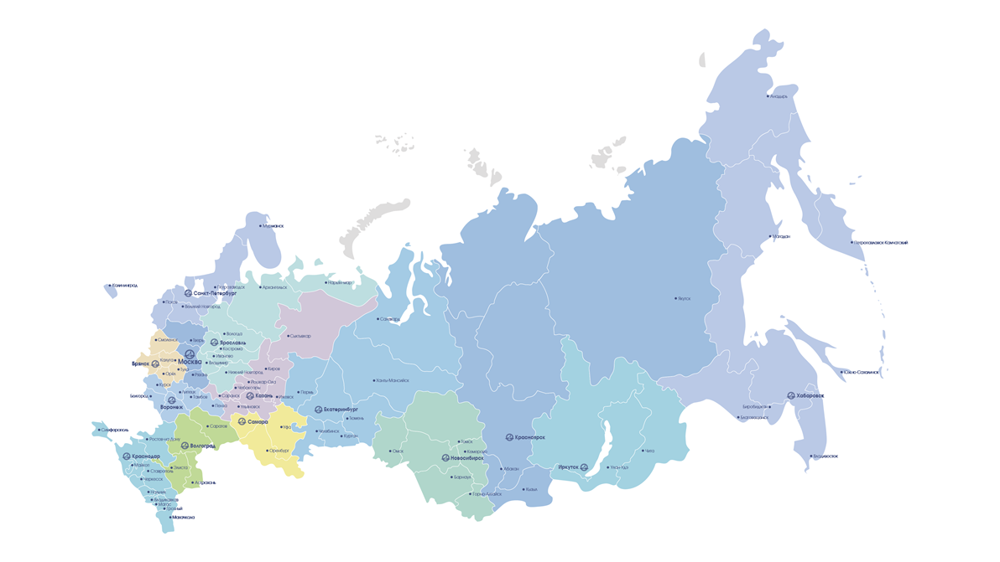 Анадырь
Магадан
Петропавловск-Камчатский
Мурманск
Калининград
Петрозаводск
Санкт-Петербург
Архангельск
Нарьян-Мар
Псков
Великий Новгород
Салехард
Якутск
Вологда
Сыктывкар
Смоленск
Тверь
Ярославль
Кострома
Калуга
Москва
Иваново
Брянск
Владимир
Тула
Орёл
Рязань
Нижний Новгород
Киров
Южно-Сахалинск
Курск
Йошкар-Ола
Чебоксары
Ханты-Мансийск
Белгород
Липецк
Тамбов
Саранск
Казань
Ижевск
Пермь
Хабаровск
Воронеж
Пенза
Ульяновск
Екатеринбург
Биробиджан
Благовещенск
Тюмень
Самара
Саратов
Уфа
Симферополь
Челябинск
Курган
Ростов-на-Дону
Красноярск
Томск
Волгоград
Оренбург
Омск
Кемерово
Чита
Краснодар
Новосибирск
Владивосток
Майкоп
Элиста
Ставрополь
Абакан
Иркутск
Улан-Удэ
Черкесск
Астрахань
Барнаул
Нальчик
Горно-Алтайск
Кызыл
Владикавказ
Магас
Грозный
Махачкала